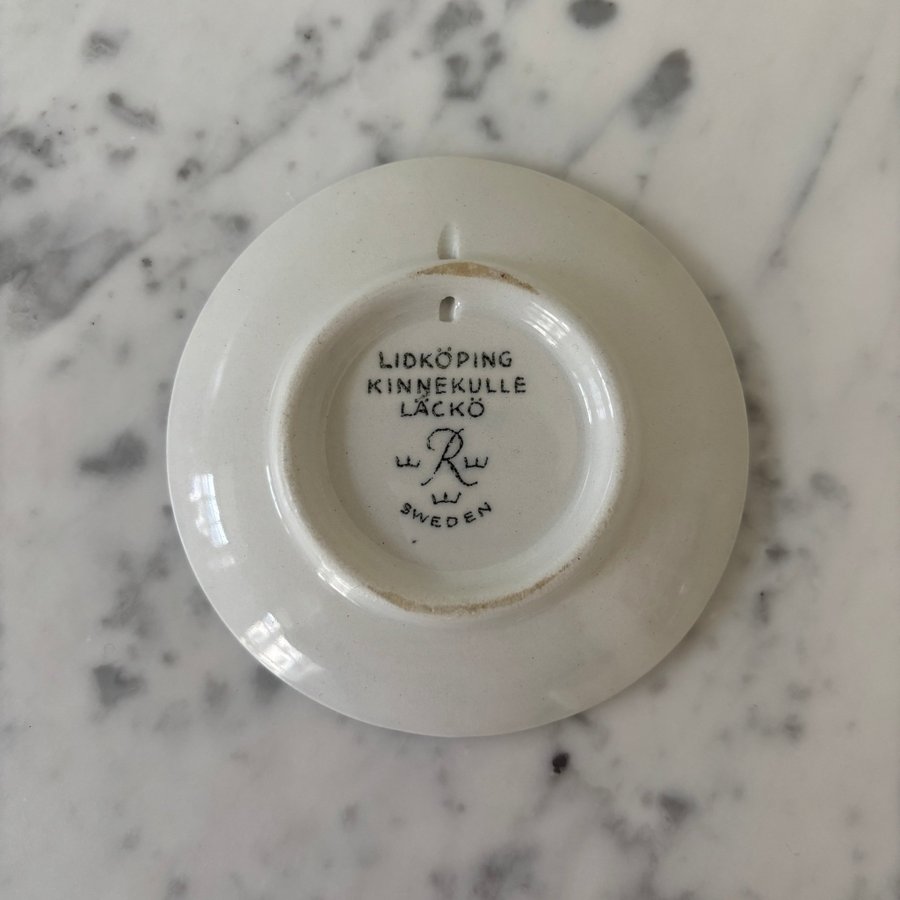 LIDKÖPING
KINNEKULLE
LÄCKÖ
R
SWEDEN